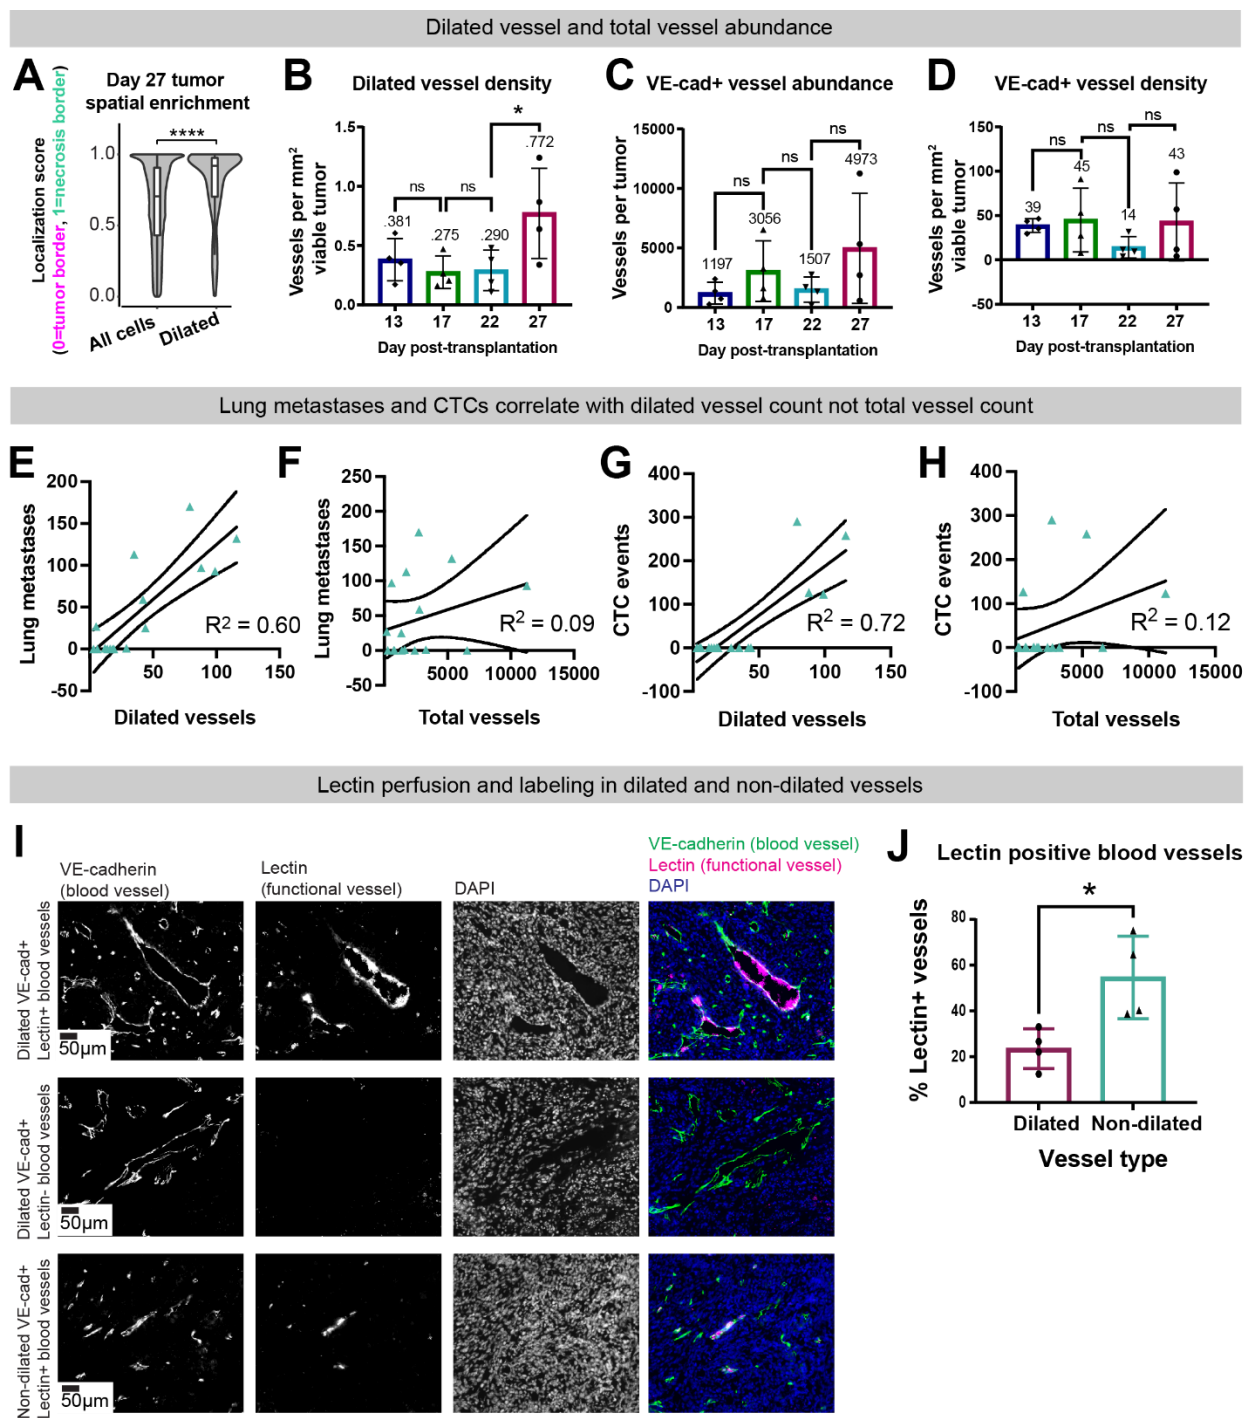 Dilated vessel and total vessel abundance
A
Day 27 tumor
spatial enrichment
Localization score
(0=tumor border, 1=necrosis border)
****
1.0
0.5
0.0
All cells
Dilated
B
Dilated vessel density
Vessels per mm²
viable tumor
1.5
1.0
0.5
0.0
ns
ns
*
.381
.275
.290
.772
13 17 22 27
Day post-transplantation
C
VE-cad+ vessel abundance
Vessels per tumor
15000
10000
5000
0
ns
ns
ns
1197
3056
1507
4973
13 17 22 27
Day post-transplantation
D
VE-cad+ vessel density
Vessels per mm²
viable tumor
150
100
50
0
-50
ns
ns
ns
39
45
14
43
13 17 22 27
Day post-transplantation
Lung metastases and CTCs correlate with dilated vessel count not total vessel count
E
Lung metastases
200
150
100
50
0
-50
R² = 0.60
50 100 150
Dilated vessels
F
Lung metastases
250
200
150
100
50
0
-50
R² = 0.09
5000 10000 15000
Total vessels
G
CTC events
400
300
200
100
0
-100
R² = 0.72
50 100 150
Dilated vessels
H
CTC events
400
300
200
100
0
-100
R² = 0.12
5000 10000 15000
Total vessels
Lectin perfusion and labeling in dilated and non-dilated vessels
I
VE-cadherin
(blood vessel)
Lectin
(functional vessel)
DAPI
VE-cadherin (blood vessel)
Lectin (functional vessel)
DAPI
Dilated VE-cad+
Lectin+ blood vessels
50µm
Dilated VE-cad+
Lectin- blood vessels
50µm
Non-dilated VE-cad+
Lectin+ blood vessels
50µm
J
Lectin positive blood vessels
% Lectin+ vessels
*
80
60
40
20
0
Dilated Non-dilated
Vessel type